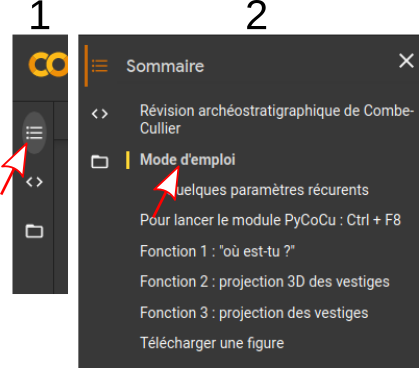 1 2
CO
Sommaire
Révision archéostratigraphique de Combe-
Cullier
Mode d'emploi
uelques paramètres récurrents
Pour lancer le module PyCoCu : Ctrl + F8
Fonction 1 : "où est-tu ?"
Fonction 2 : projection 3D des vestiges
Fonction 3 : projection des vestiges
Télécharger une figure